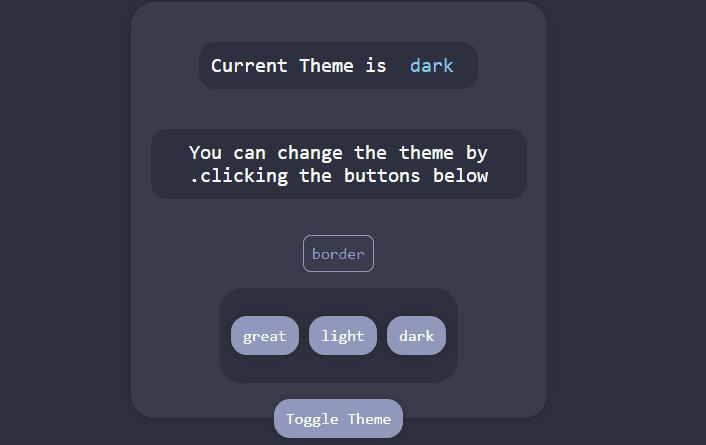 Current Theme is dark
You can change the theme by
.clicking the buttons below
border
great light dark
Toggle Theme